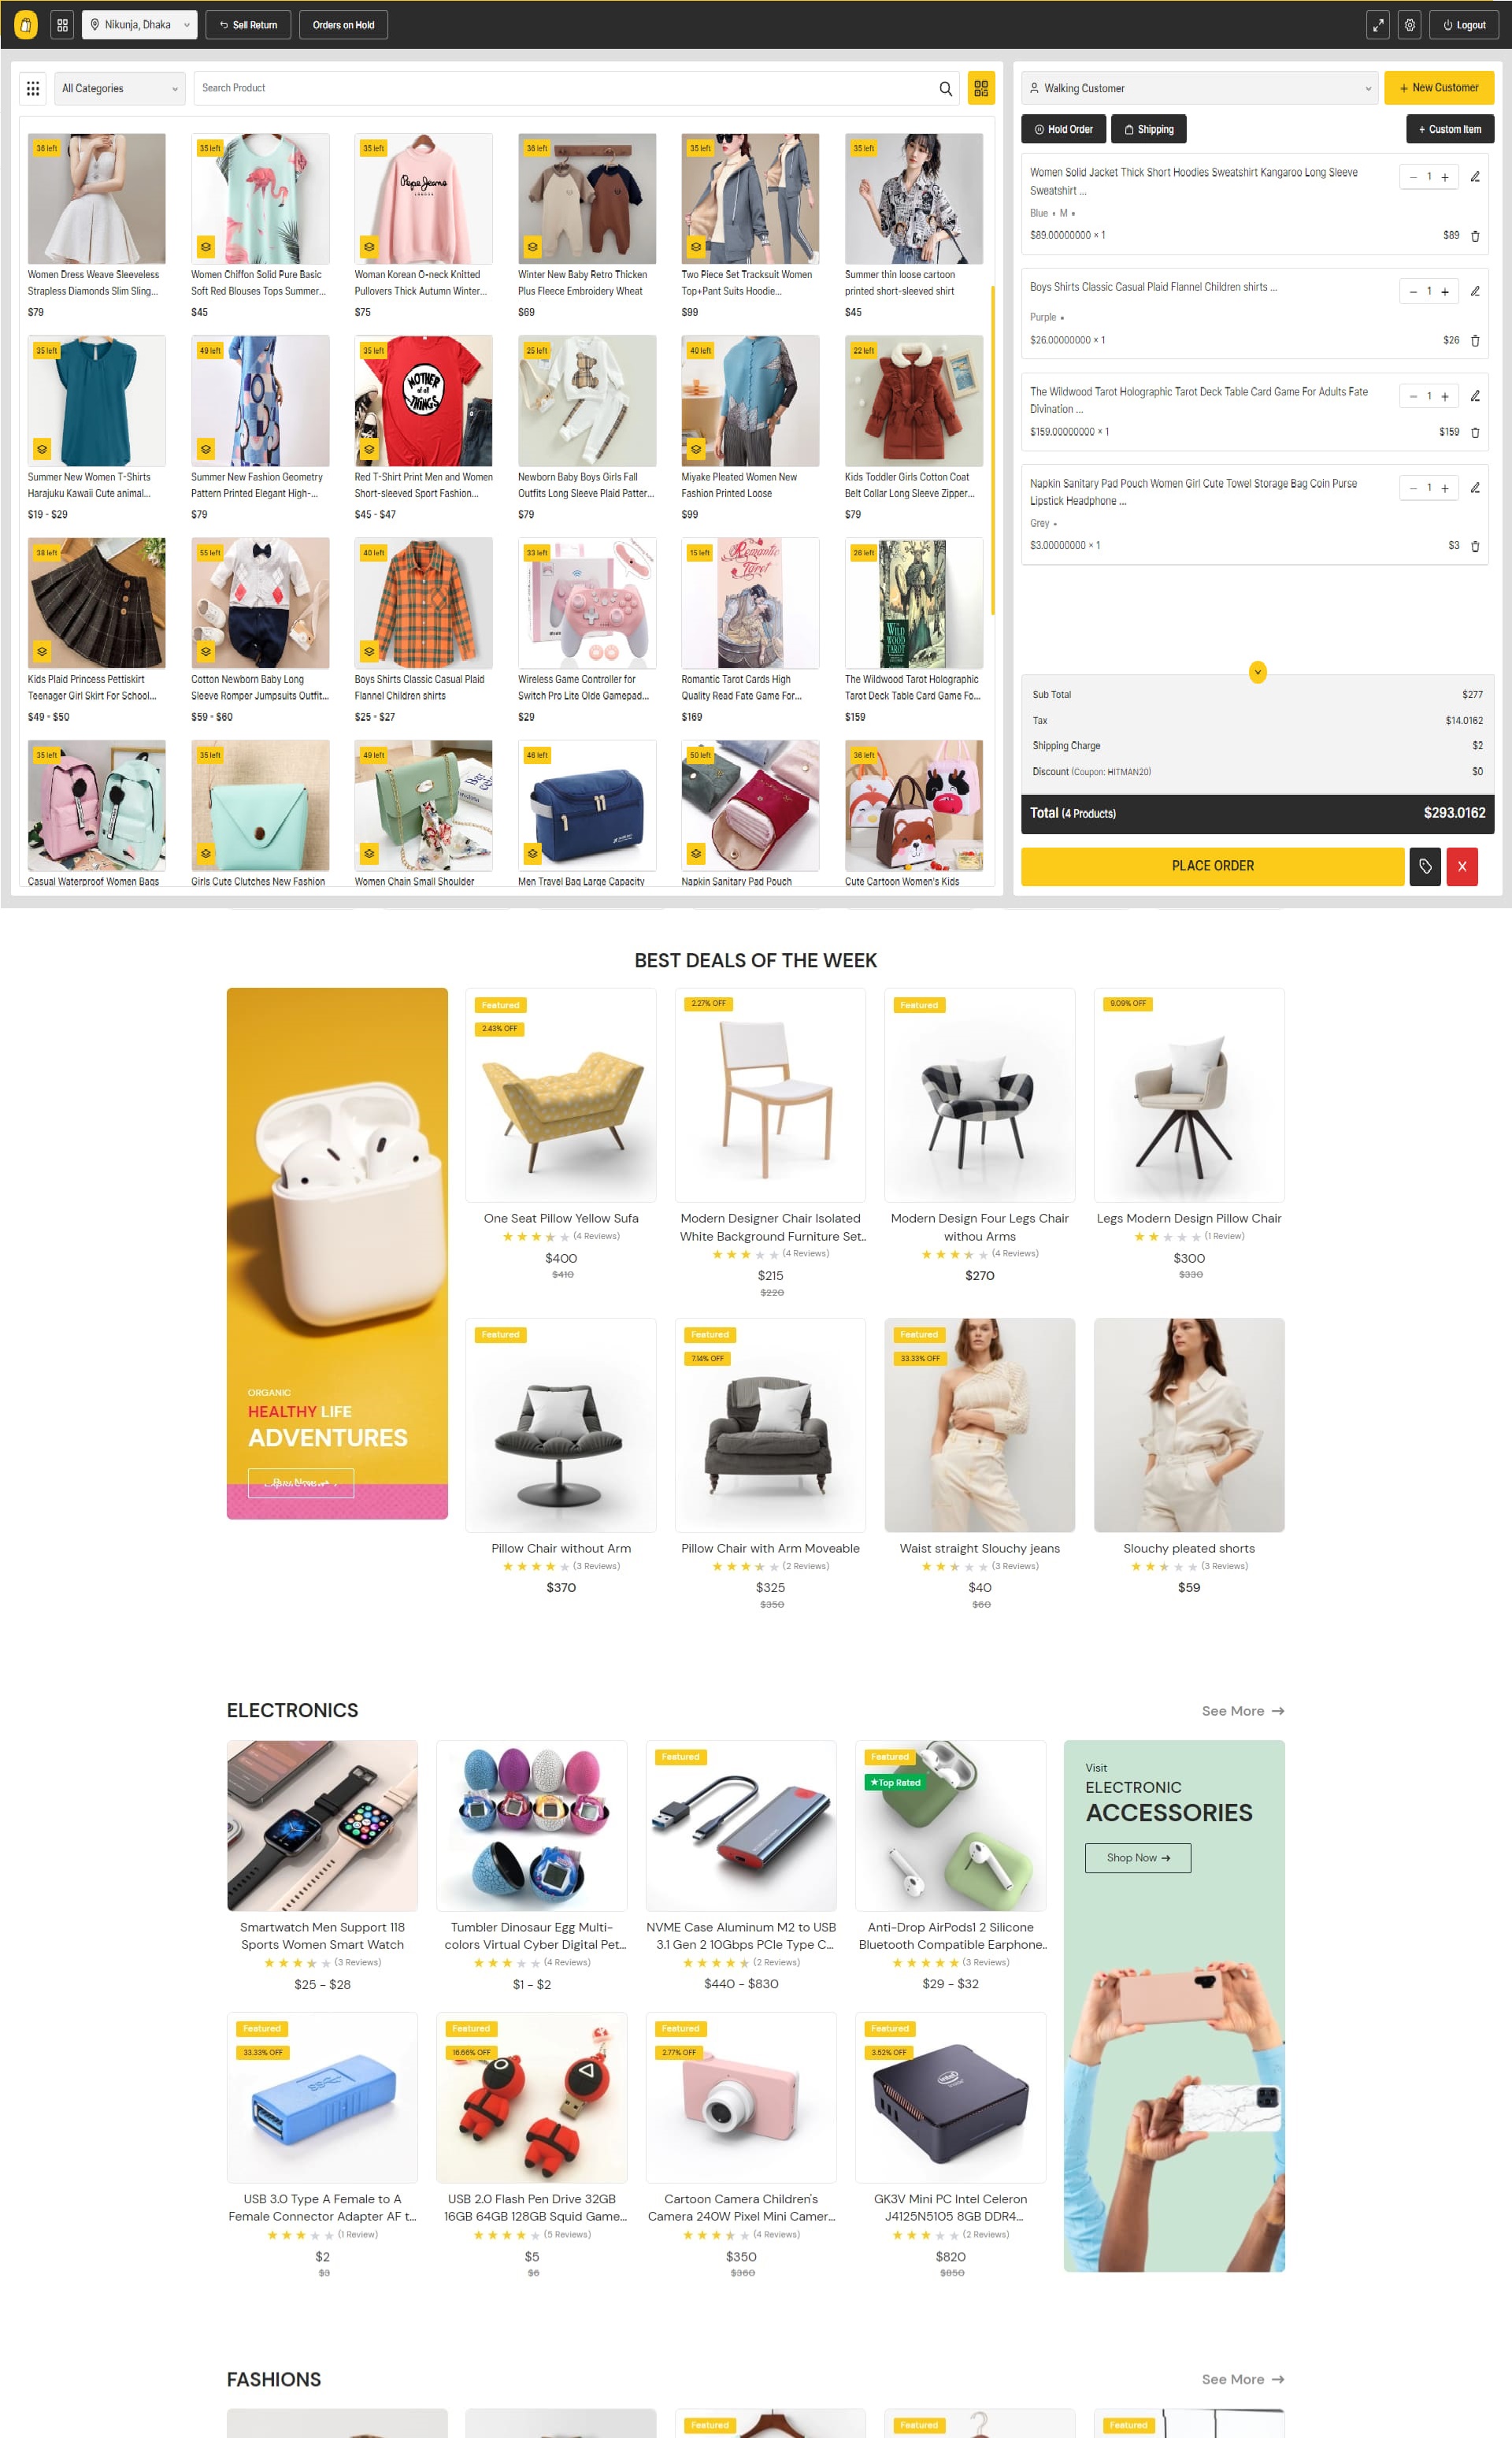 Nikunja, Dhaka
Sell Return
Orders on Hold
Logout
All Categories
Search Product
Walking Customer
+ New Customer
Hold Order
Shipping
+ Custom Item
36 left
35 left
35 left
36 left
35 left
35 left
Pepe Jeans
LONDON
Women Dress Weave Sleeveless
Strapless Diamonds Slim Sling...
$79
Women Chiffon Solid Pure Basic
Soft Red Blouses Tops Summer...
$45
Woman Korean O-neck Knitted
Pullovers Thick Autumn Winter...
$75
Winter New Baby Retro Thicken
Plus Fleece Embroidery Wheat
$69
Two Piece Set Tracksuit Women
Top+Pant Suits Hoodie...
$99
Summer thin loose cartoon
printed short-sleeved shirt
$45
35 left
49 left
35 left
25 left
40 left
22 left
MOTHER
of all
THINGS
Summer New Women T-Shirts
Harajuku Kawaii Cute animal...
$19 - $29
Summer New Fashion Geometry
Pattern Printed Elegant High-...
$79
Red T-Shirt Print Men and Women
Short-sleeved Sport Fashion...
$45 - $47
Newborn Baby Boys Girls Fall
Outfits Long Sleeve Plaid Patter...
$79
Miyake Pleated Women New
Fashion Printed Loose
$99
Kids Toddler Girls Cotton Coat
Belt Collar Long Sleeve Zipper...
$79
38 left
55 left
40 left
33 left
15 left
26 left
Romantic
Tarot
WILD
WOOD
TAROT
Kids Plaid Princess Pettiskirt
Teenager Girl Skirt For School...
$49 - $50
Cotton Newborn Baby Long
Sleeve Romper Jumpsuits Outfit...
$59 - $60
Boys Shirts Classic Casual Plaid
Flannel Children shirts
$25 - $27
Wireless Game Controller for
Switch Pro Lite Olde Gamepad...
$29
Romantic Tarot Cards High
Quality Read Fate Game For...
$169
The Wildwood Tarot Holographic
Tarot Deck Table Card Game Fo...
$159
35 left
35 left
49 left
46 left
50 left
36 left
Casual Waterproof Women Bags
Girls Cute Clutches New Fashion
Women Chain Small Shoulder
Men Travel Bag Large Capacity
Napkin Sanitary Pad Pouch
Cute Cartoon Women's Kids
Women Solid Jacket Thick Short Hoodies Sweatshirt Kangaroo Long Sleeve
Sweatshirt ...
− 1 +
Blue • M •
$89.00000000 × 1
$89
Boys Shirts Classic Casual Plaid Flannel Children shirts ...
− 1 +
Purple •
$26.00000000 × 1
$26
The Wildwood Tarot Holographic Tarot Deck Table Card Game For Adults Fate
Divination ...
− 1 +
$159.00000000 × 1
$159
Napkin Sanitary Pad Pouch Women Girl Cute Towel Storage Bag Coin Purse
Lipstick Headphone ...
− 1 +
Grey •
$3.00000000 × 1
$3
Sub Total
$277
Tax
$14.0162
Shipping Charge
$2
Discount (Coupon: HITMAN20)
$0
Total (4 Products)
$293.0162
PLACE ORDER
X
BEST DEALS OF THE WEEK
ORGANIC
HEALTHY LIFE
ADVENTURES
Featured
2.43% OFF
One Seat Pillow Yellow Sufa
(4 Reviews)
$400
$410
2.27% OFF
Modern Designer Chair Isolated
White Background Furniture Set..
(4 Reviews)
$215
$220
Featured
Modern Design Four Legs Chair
withou Arms
(4 Reviews)
$270
9.09% OFF
Legs Modern Design Pillow Chair
(1 Review)
$300
$330
Featured
Pillow Chair without Arm
(3 Reviews)
$370
Featured
7.14% OFF
Pillow Chair with Arm Moveable
(2 Reviews)
$325
$350
Featured
33.33% OFF
Waist straight Slouchy jeans
(3 Reviews)
$40
$60
Slouchy pleated shorts
(3 Reviews)
$59
ELECTRONICS
See More →
Smartwatch Men Support 118
Sports Women Smart Watch
(3 Reviews)
$25 - $28
Tumbler Dinosaur Egg Multi-
colors Virtual Cyber Digital Pet...
(4 Reviews)
$1 - $2
Featured
NVME Case Aluminum M2 to USB
3.1 Gen 2 10Gbps PCIe Type C...
(2 Reviews)
$440 - $830
Featured
★Top Rated
Anti-Drop AirPods1 2 Silicone
Bluetooth Compatible Earphone..
(3 Reviews)
$29 - $32
Visit
ELECTRONIC
ACCESSORIES
Shop Now →
Featured
33.33% OFF
USB 3.0 Type A Female to A
Female Connector Adapter AF t...
(1 Review)
$2
$3
Featured
16.66% OFF
USB 2.0 Flash Pen Drive 32GB
16GB 64GB 128GB Squid Game...
(5 Reviews)
$5
$6
Featured
2.77% OFF
Cartoon Camera Children's
Camera 240W Pixel Mini Camer...
(4 Reviews)
$350
$360
Featured
3.52% OFF
intel
GK3V Mini PC Intel Celeron
J4125N5105 8GB DDR4...
(2 Reviews)
$820
$850
FASHIONS
See More →
Featured
Featured
Featured